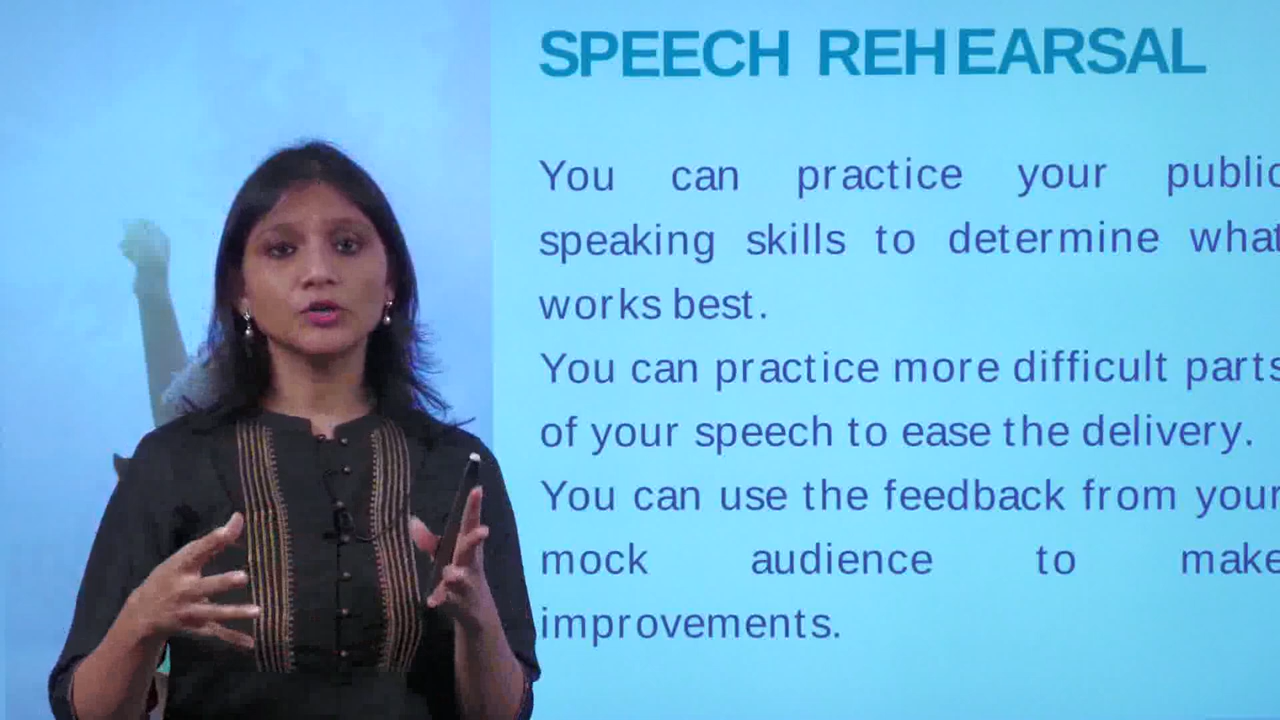 SPEECH REHEARSAL
You can practice your public
speaking skills to determine what
works best.
You can practice more difficult parts
of your speech to ease the delivery.
You can use the feedback from your
mock audience to make
improvements.